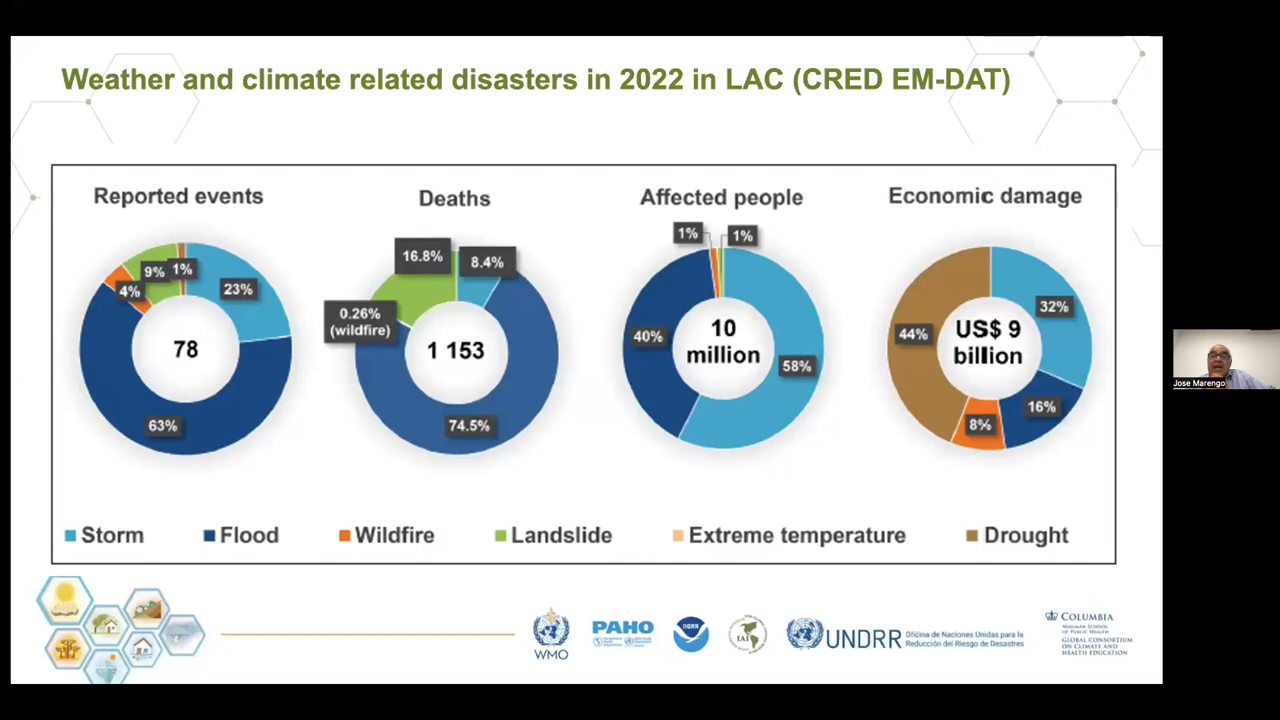 Weather and climate related disasters in 2022 in LAC (CRED EM-DAT)
Reported events
Deaths
Affected people
Economic damage
9%
1%
4%
23%
78
63%
16.8%
8.4%
0.26%
(wildfire)
1 153
74.5%
1%
1%
40%
10
million
58%
44%
32%
US$ 9
billion
16%
8%
Storm
Flood
Wildfire
Landslide
Extreme temperature
Drought
WMO
PAHO
NOAA
IAI
UNDRR
Oficina de Naciones Unidas para la
Reducción del Riesgo de Desastres
COLUMBIA
MAILMAN SCHOOL
OF PUBLIC HEALTH
GLOBAL CONSORTIUM
ON CLIMATE AND
HEALTH EDUCATION
Jose Marengo